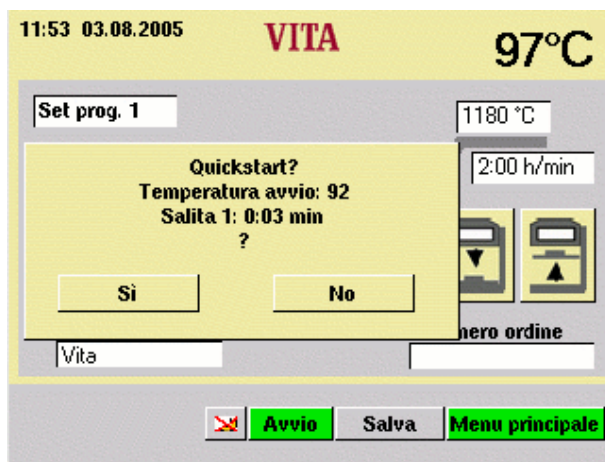 11:53 03.08.2005 VITA 97°C
Set prog. 1
1180 °C
2:00 h/min
Quickstart?
Temperatura avvio: 92
Salita 1: 0:03 min
?
Sì No
mero ordine
Vita
Avvio Salva Menu principale